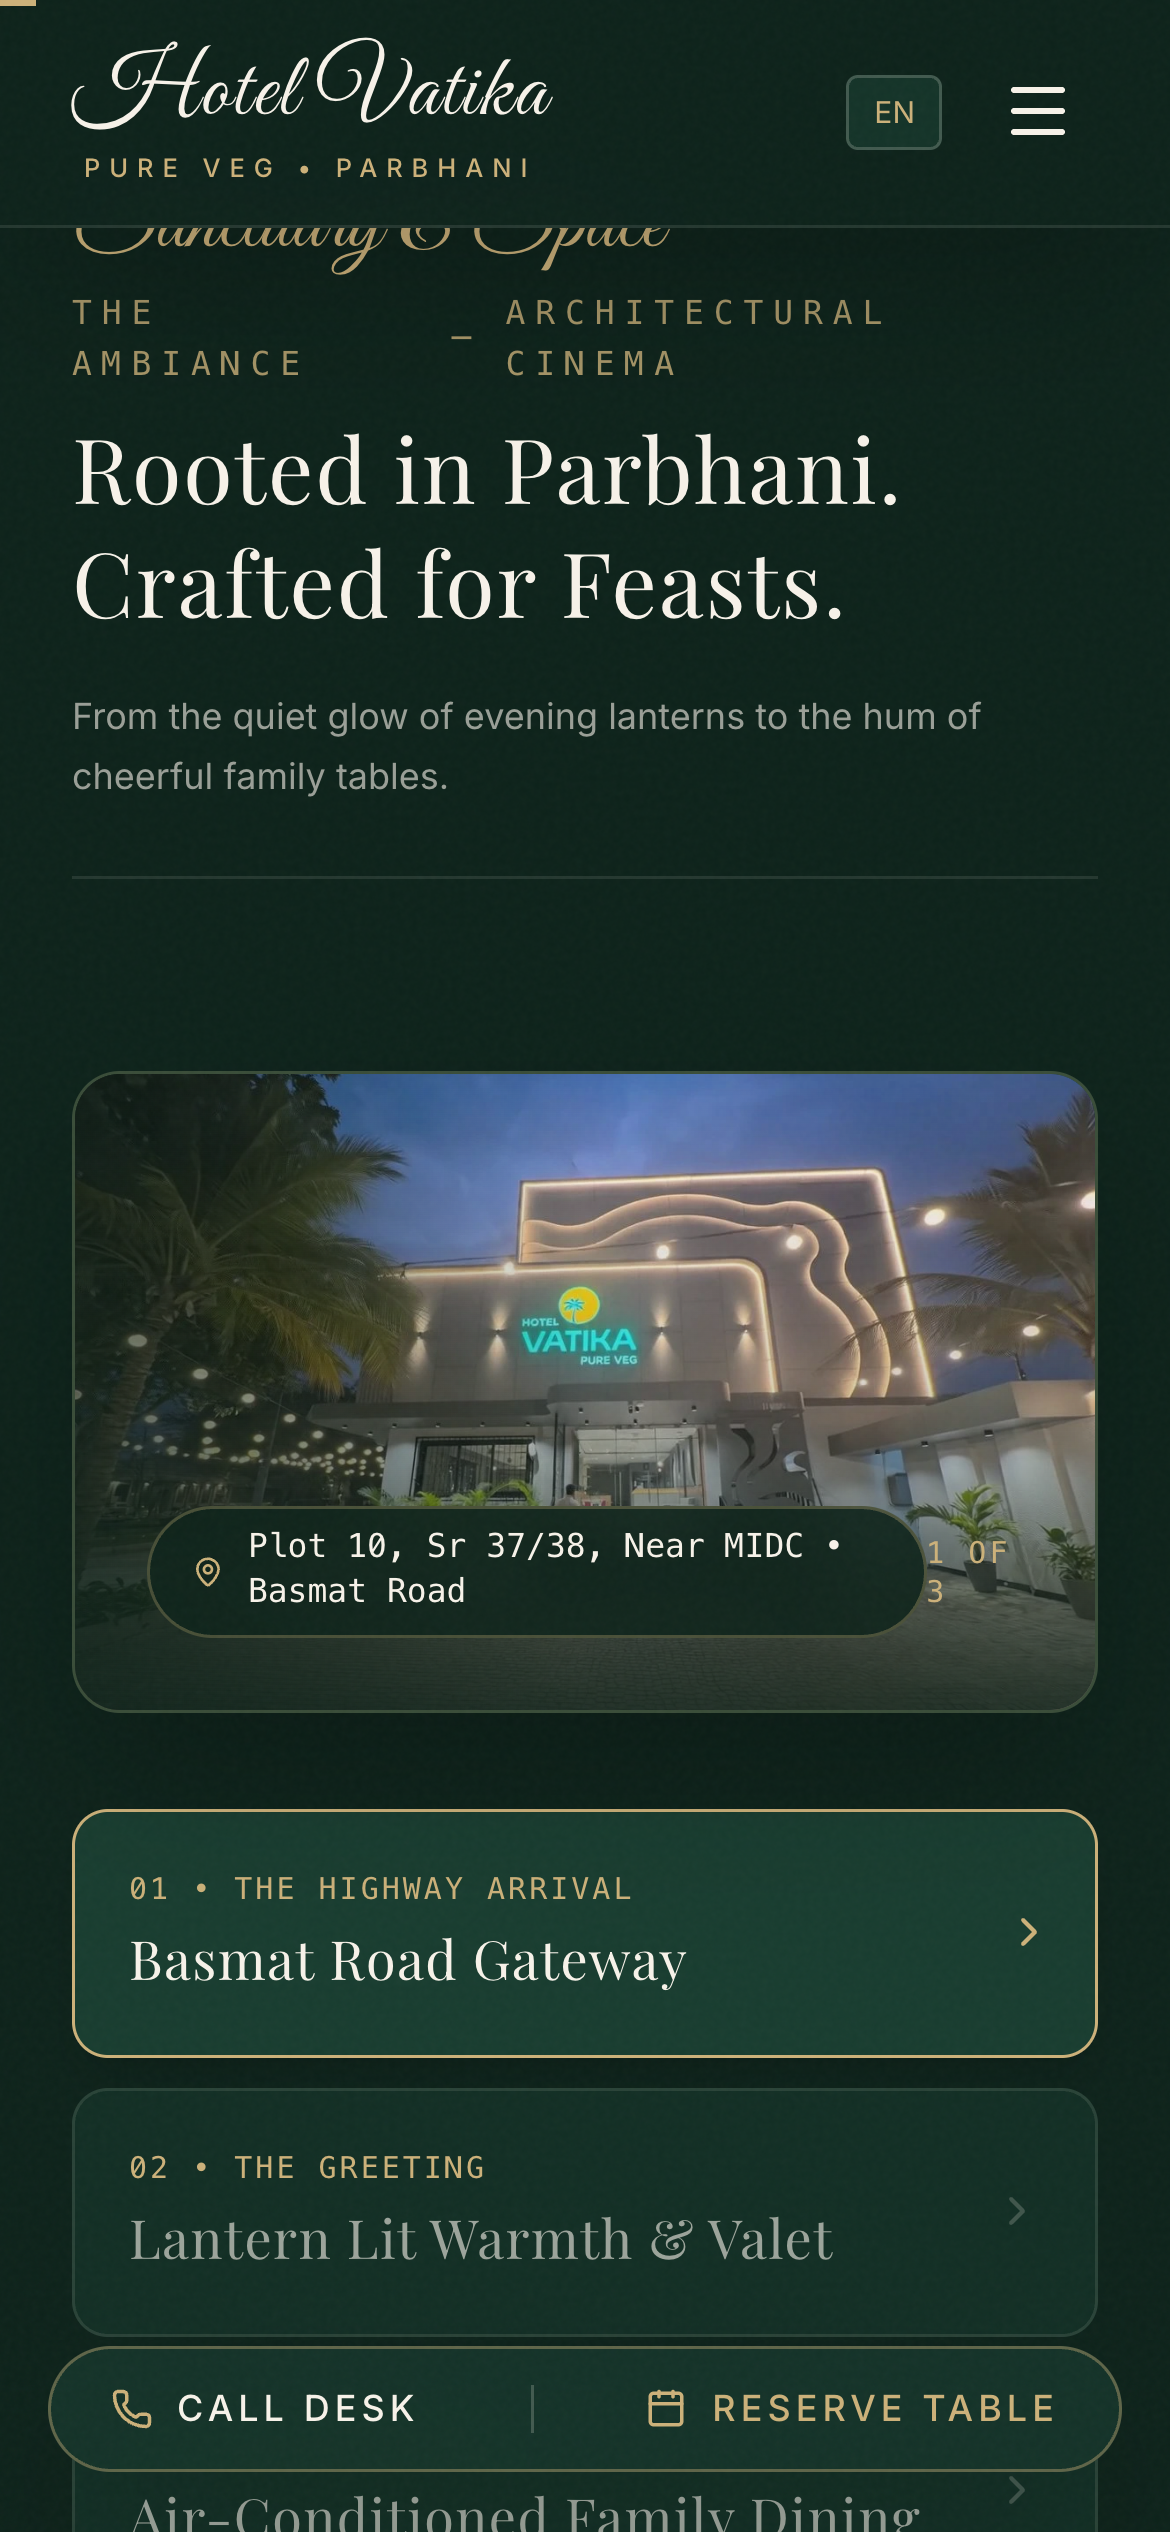 Hotel Vatika
PURE VEG • PARBHANI
EN
Sanctuary & Space
THE AMBIANCE — ARCHITECTURAL CINEMA
Rooted in Parbhani.
Crafted for Feasts.
From the quiet glow of evening lanterns to the hum of
cheerful family tables.
HOTEL
VATIKA
PURE VEG
Plot 10, Sr 37/38, Near MIDC •
Basmat Road
1 OF
3
01 • THE HIGHWAY ARRIVAL
Basmat Road Gateway
02 • THE GREETING
Lantern Lit Warmth & Valet
CALL DESK
RESERVE TABLE
Air-Conditioned Family Dining